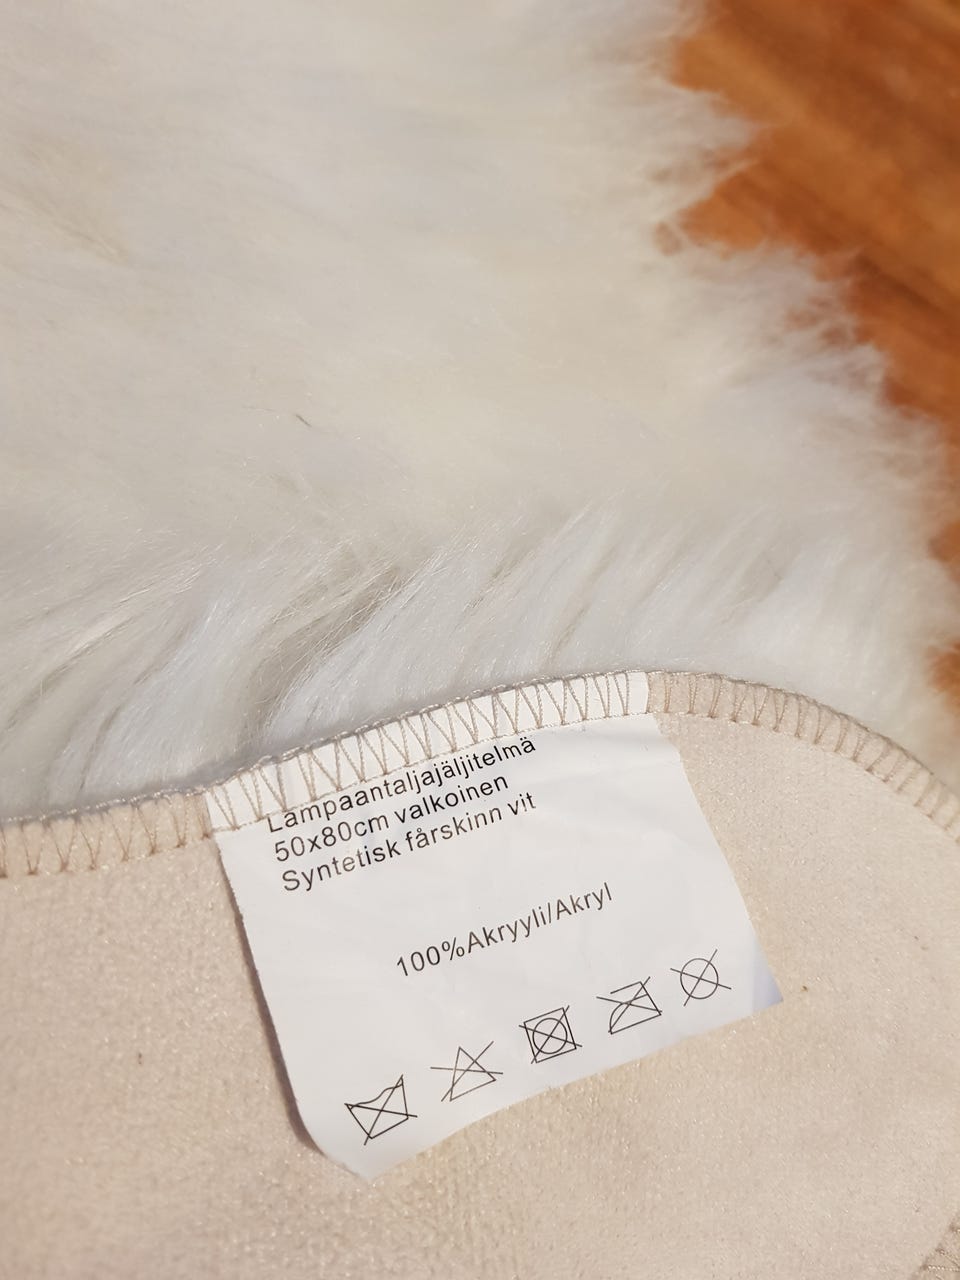 Lampaantaljajäljitelmä
50x80cm valkoinen
Syntetisk fårskinn vit
100%Akryyli/Akryl